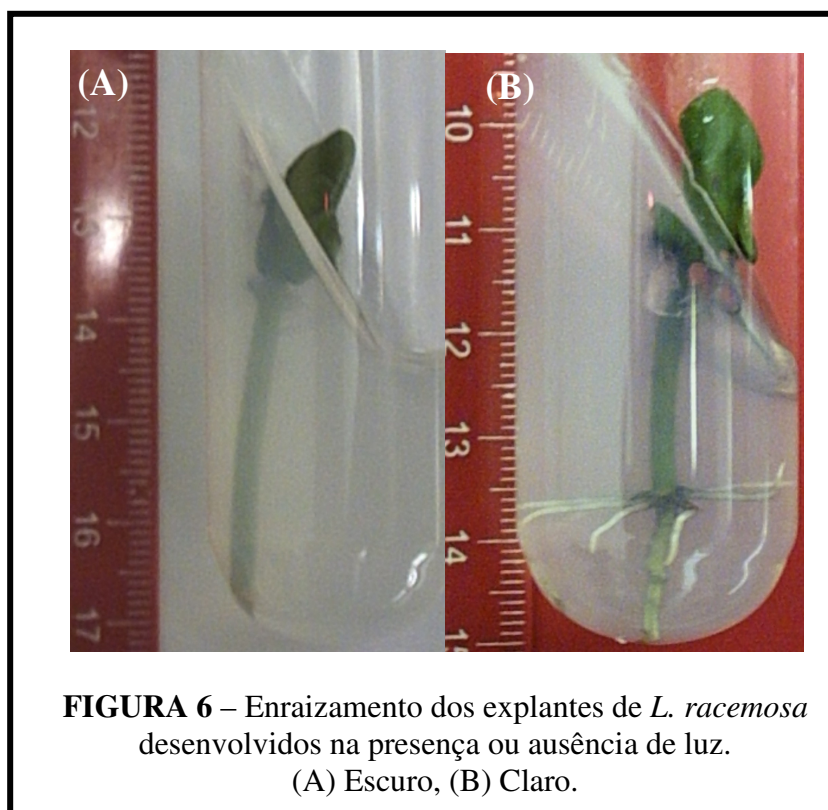 (A)
12
13
14
15
16
17
(B)
10
11
12
13
14
15
FIGURA 6 – Enraizamento dos explantes de L. racemosa
desenvolvidos na presença ou ausência de luz.
(A) Escuro, (B) Claro.